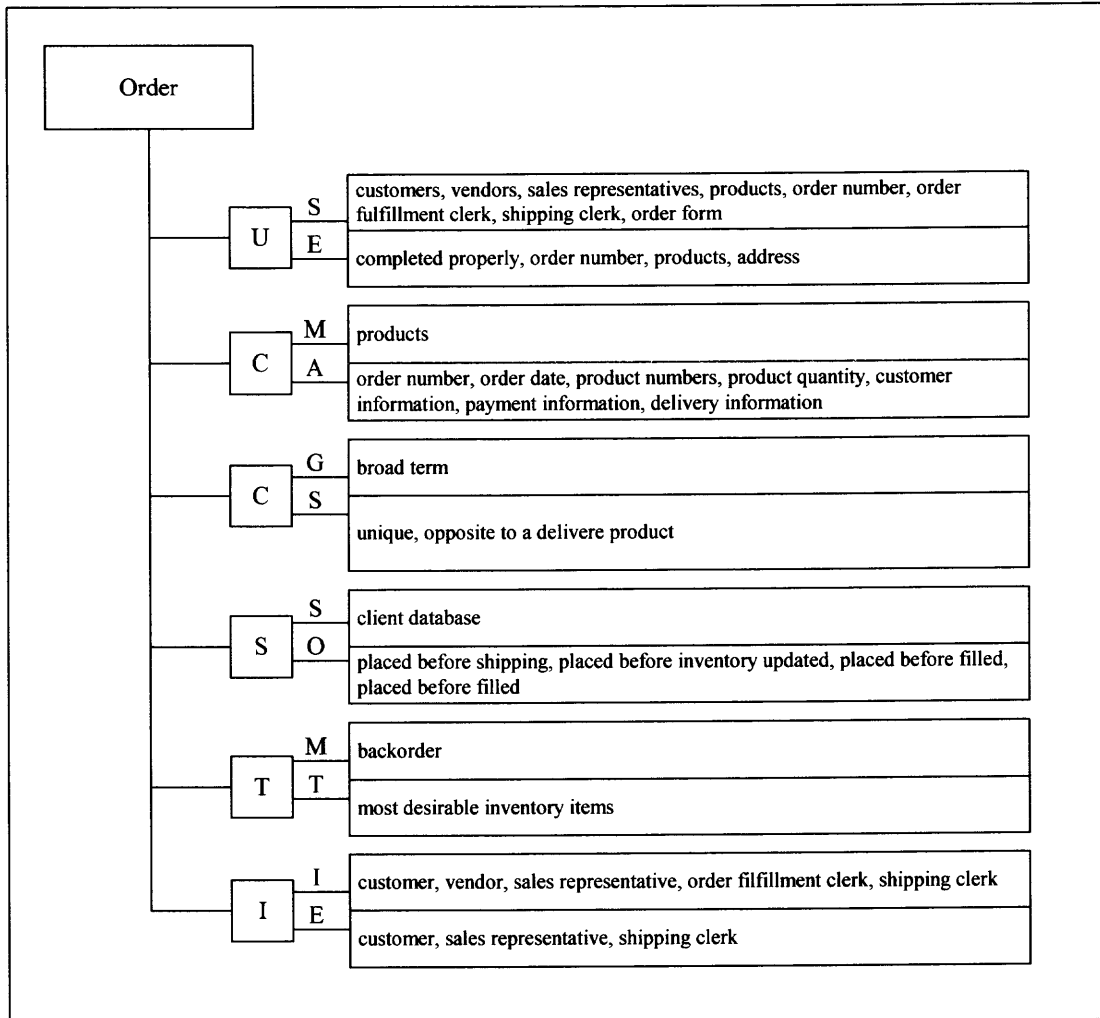 Order
U
S
customers, vendors, sales representatives, products, order number, order
fulfillment clerk, shipping clerk, order form
E
completed properly, order number, products, address
C
M
products
A
order number, order date, product numbers, product quantity, customer
information, payment information, delivery information
C
G
broad term
S
unique, opposite to a delivere product
S
S
client database
O
placed before shipping, placed before inventory updated, placed before filled,
placed before filled
T
M
backorder
T
most desirable inventory items
I
I
customer, vendor, sales representative, order filfillment clerk, shipping clerk
E
customer, sales representative, shipping clerk